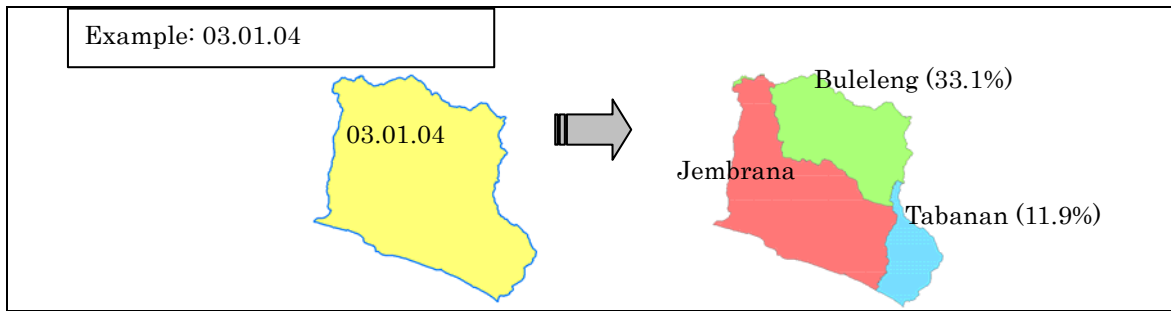 Example: 03.01.04
03.01.04
Buleleng (33.1%)
Jembrana
Tabanan (11.9%)